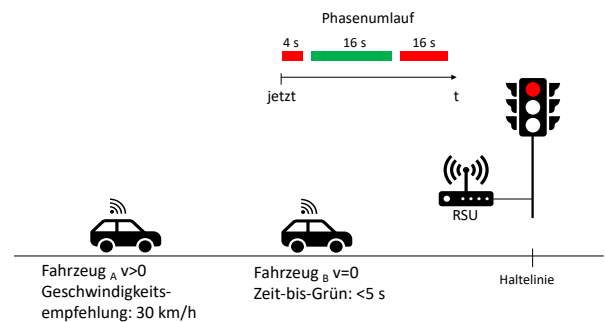 Phasenumlauf
4 s 16 s 16 s
jetzt t
RSU
Fahrzeug A v>0
Geschwindigkeits-
empfehlung: 30 km/h
Fahrzeug B v=0
Zeit-bis-Grün: <5 s
Haltelinie